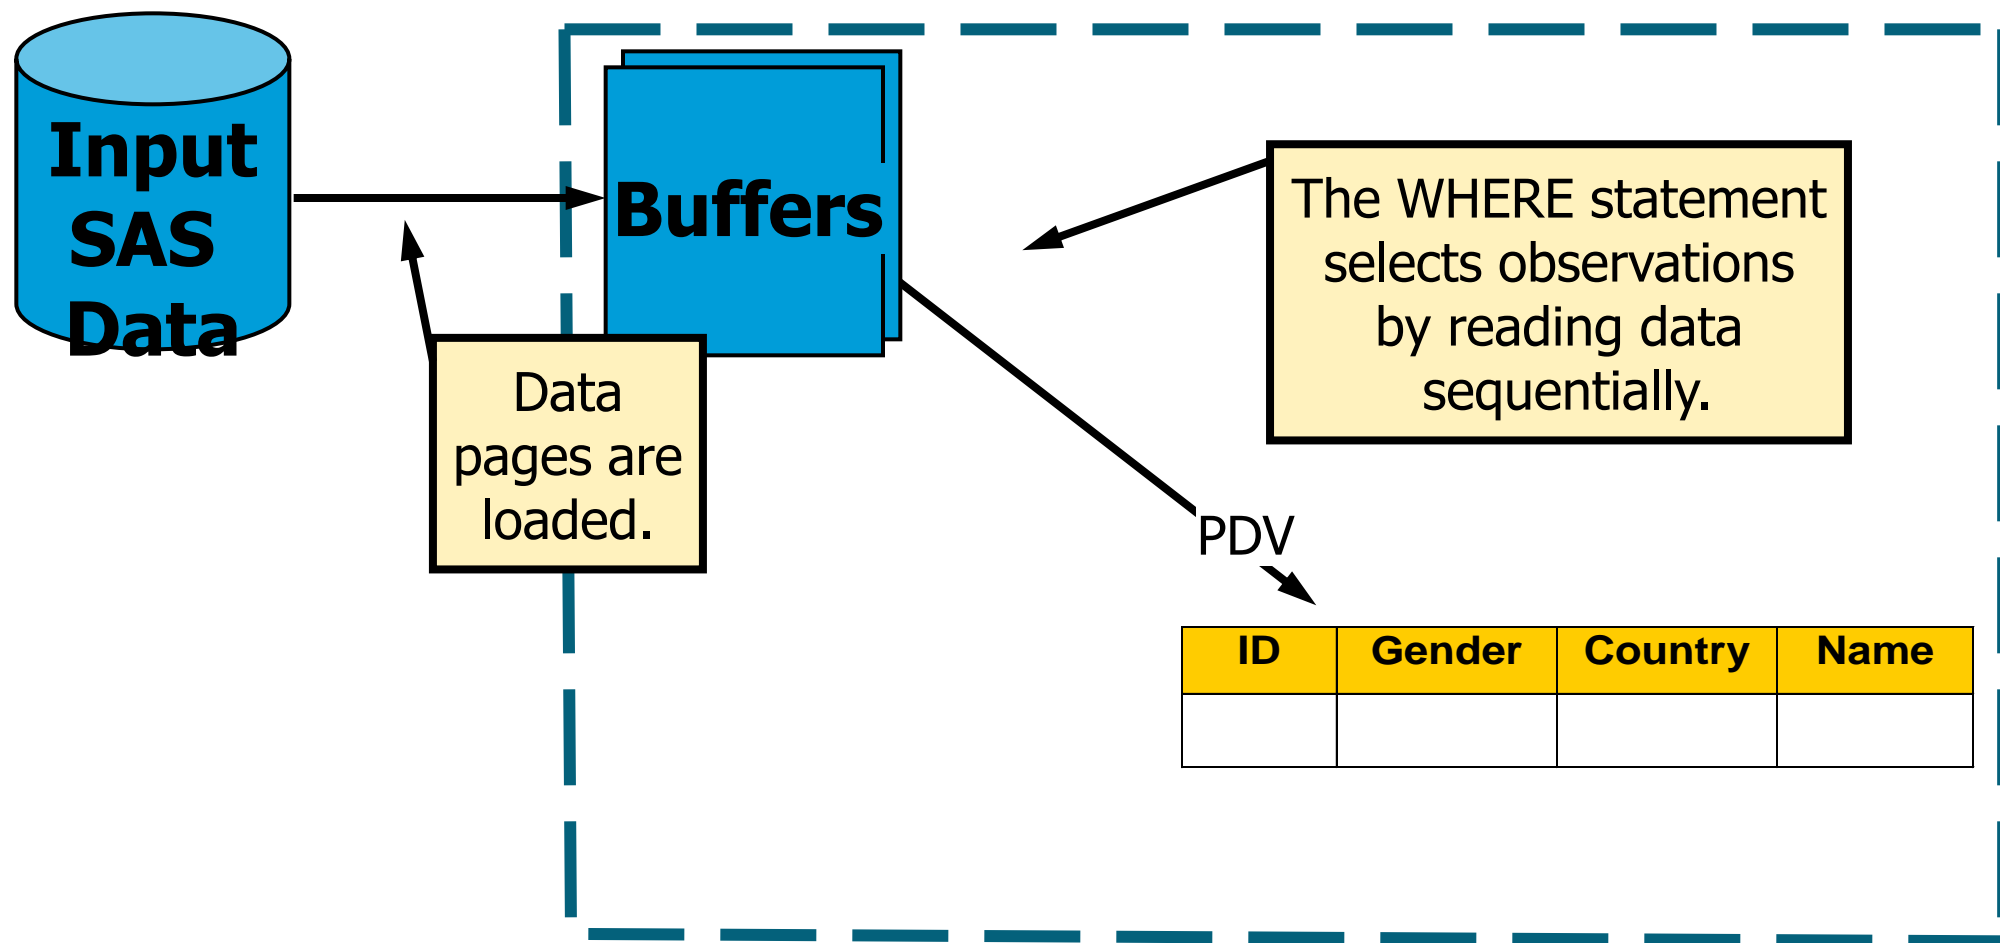 Input
SAS
Data
Buffers
Data
pages are
loaded.
The WHERE statement
selects observations
by reading data
sequentially.
PDV
ID Gender Country Name